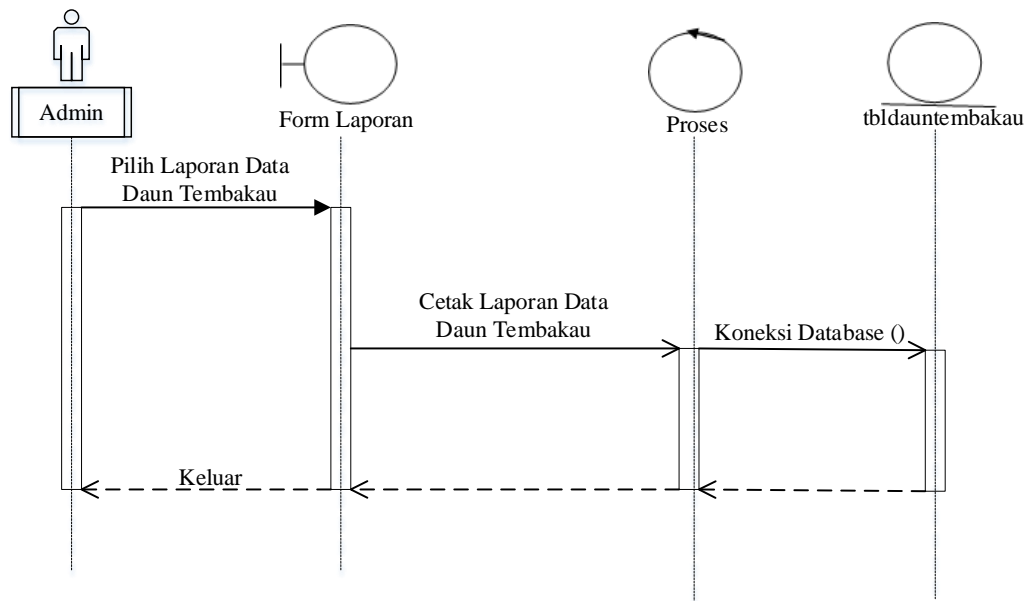 Admin
Form Laporan
Proses
tbldauntembakau
Pilih Laporan Data
Daun Tembakau
Cetak Laporan Data
Daun Tembakau
Koneksi Database ()
Keluar